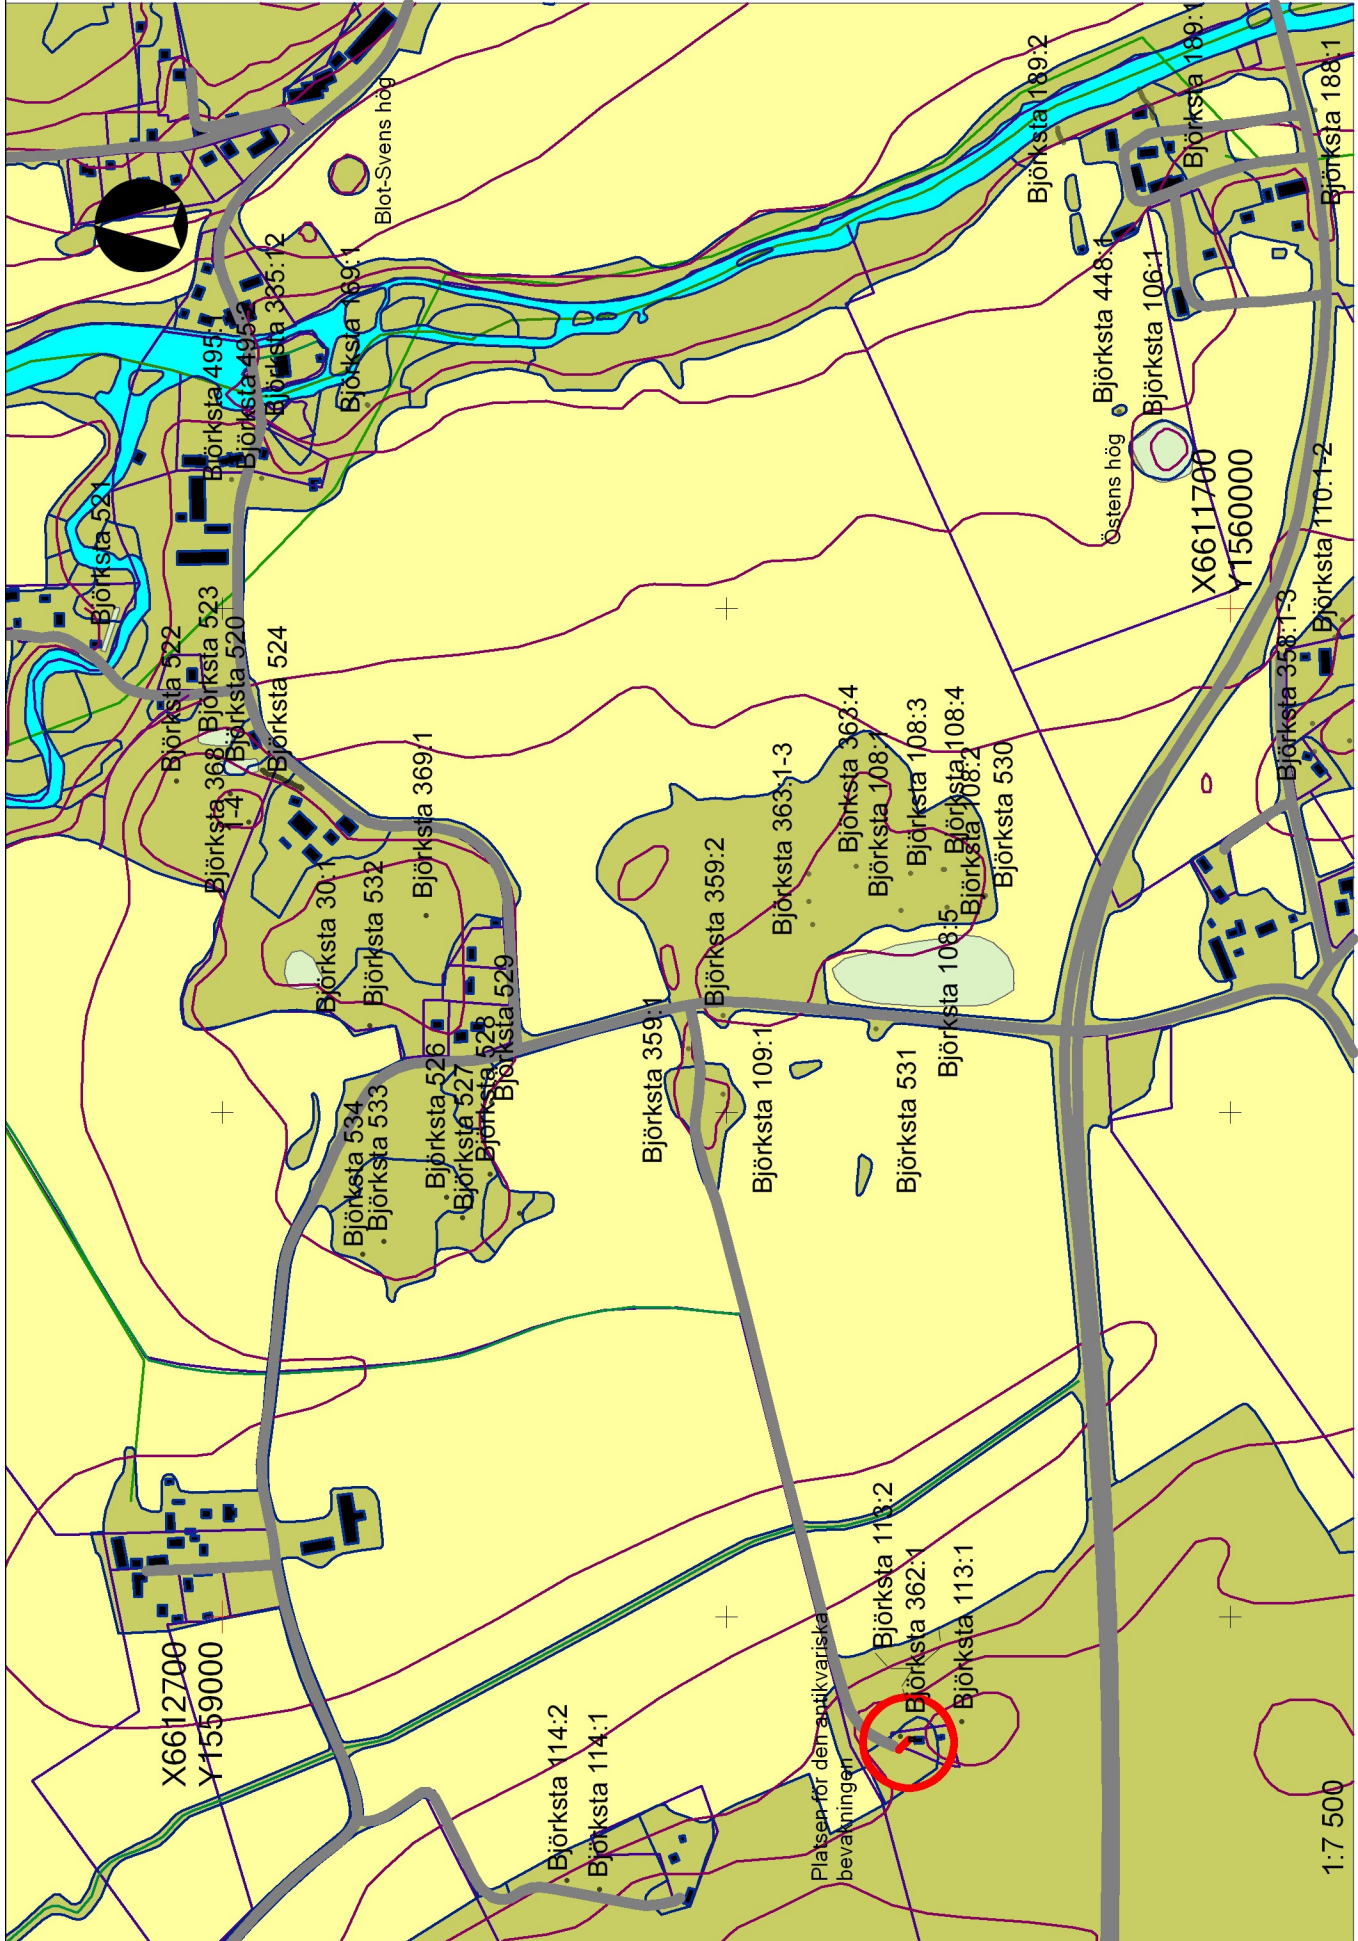 Blot-Svens hög
Björksta 189:2
Björksta 189:1
Björksta 188:1
Björksta 448:1
Björksta 106:1
Östens hög
X6611700
Y1560000
Björksta 110:1-2
Björksta 358:1-3
Björksta 495:1
Björksta 495:2
Björksta 335:12
Björksta 169:1
Björksta 521
Björksta 522
Björksta 523
Björksta 520
Björksta 524
Björksta 368:
1-4
Björksta 369:1
Björksta 30:1
Björksta 532
Björksta 529
Björksta 528
Björksta 527
Björksta 526
Björksta 534
Björksta 533
Björksta 363:4
Björksta 363:1-3
Björksta 108:1
Björksta 108:3
Björksta 108:4
Björksta 108:2
Björksta 530
Björksta 108:5
Björksta 359:2
Björksta 359:1
Björksta 109:1
Björksta 531
X6612700
Y1559000
Björksta 114:2
Björksta 114:1
Platsen för den antikvariska
bevakningen
Björksta 113:2
Björksta 362:1
Björksta 113:1
1:7 500